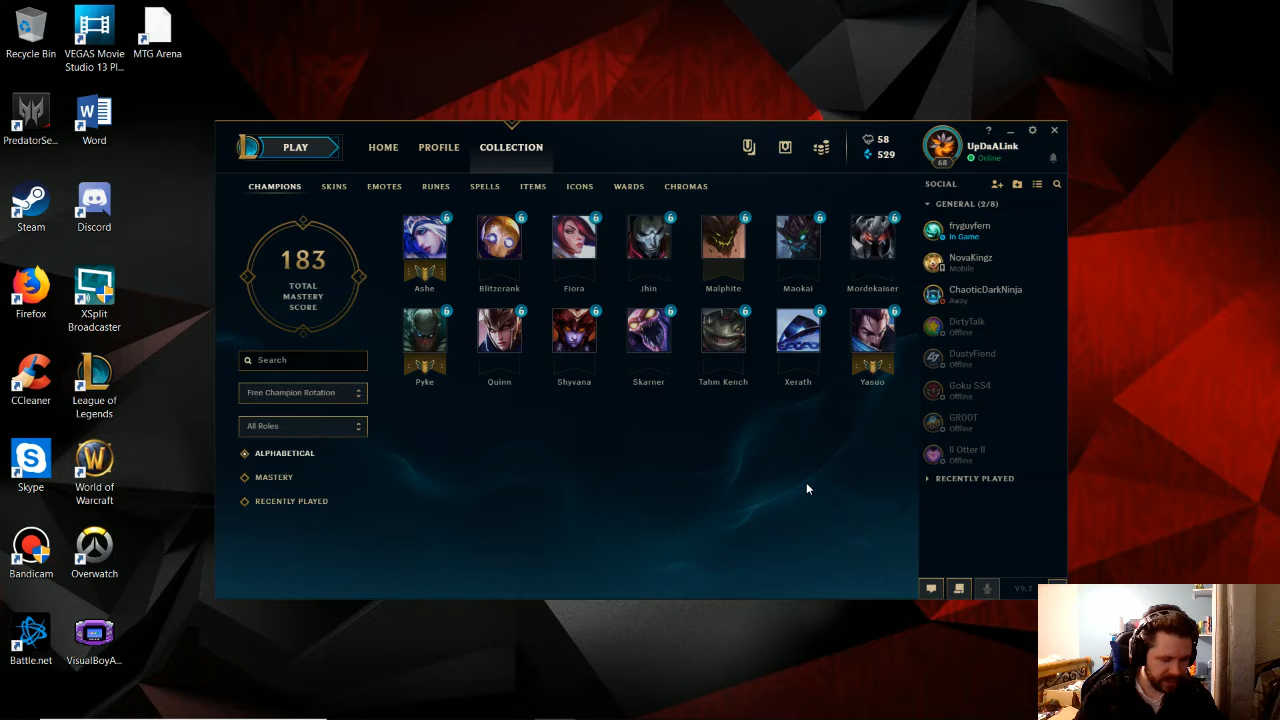 Recycle Bin
VEGAS Movie
Studio 13 Pl...
MTG Arena
PredatorSe...
Word
Steam
Discord
Firefox
XSplit
Broadcaster
CCleaner
League of
Legends
Skype
World of
Warcraft
Bandicam
Overwatch
Battle.net
VisualBoyA...
PLAY
HOME
PROFILE
COLLECTION
58
529
?
UpDaALink
Online
68
CHAMPIONS
SKINS
EMOTES
RUNES
SPELLS
ITEMS
ICONS
WARDS
CHROMAS
183
TOTAL
MASTERY
SCORE
Search
Free Champion Rotation
All Roles
ALPHABETICAL
MASTERY
RECENTLY PLAYED
Ashe
Blitzcrank
Fiora
Jhin
Malphite
Maokai
Mordekaiser
Pyke
Quinn
Shyvana
Skarner
Tahm Kench
Xerath
Yasuo
SOCIAL
GENERAL (2/8)
fryguyfern
In Game
NovaKingz
Mobile
ChaoticDarkNinja
Away
DirtyTalk
Offline
DustyFiend
Offline
Goku SS4
Offline
GR00T
Offline
II Otter II
Offline
RECENTLY PLAYED
V9.7